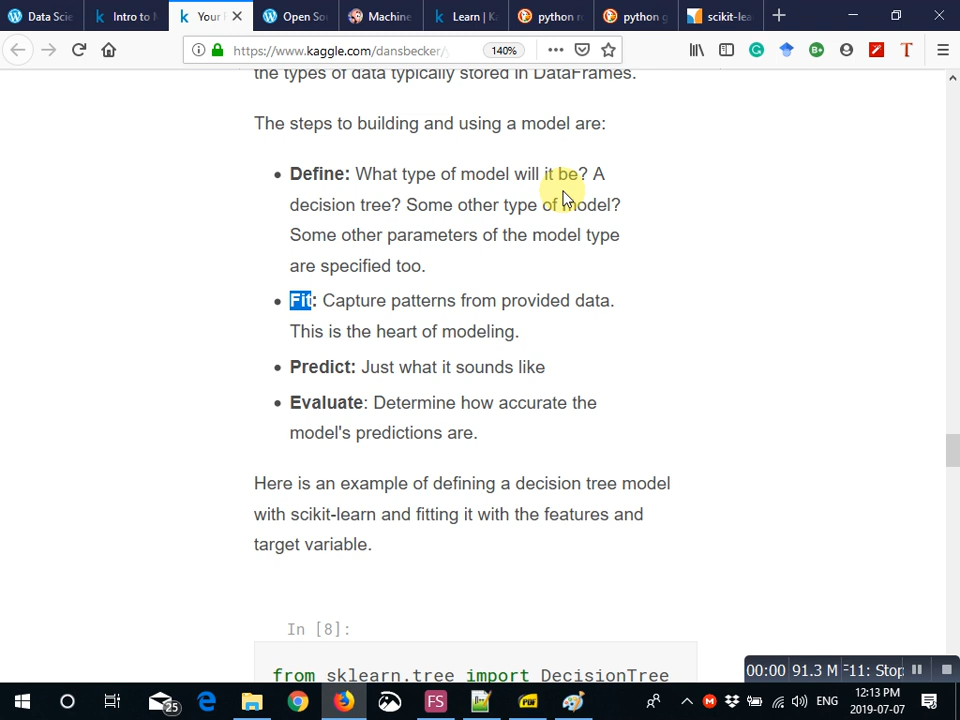 Data Scie
Intro to M
Your
Open So
Machine
Learn | Ka
python r
python g
scikit-lea
https://www.kaggle.com/dansbecker/y
140%
the types of data typically stored in DataFrames.
The steps to building and using a model are:
Define: What type of model will it be? A
decision tree? Some other type of model?
Some other parameters of the model type
are specified too.
Fit: Capture patterns from provided data.
This is the heart of modeling.
Predict: Just what it sounds like
Evaluate: Determine how accurate the
model's predictions are.
Here is an example of defining a decision tree model
with scikit-learn and fitting it with the features and
target variable.
In [8]:
from sklearn.tree import DecisionTree
00:00 91.3 M F11: Stop
25
FS
PDF
ENG
12:13 PM
2019-07-07